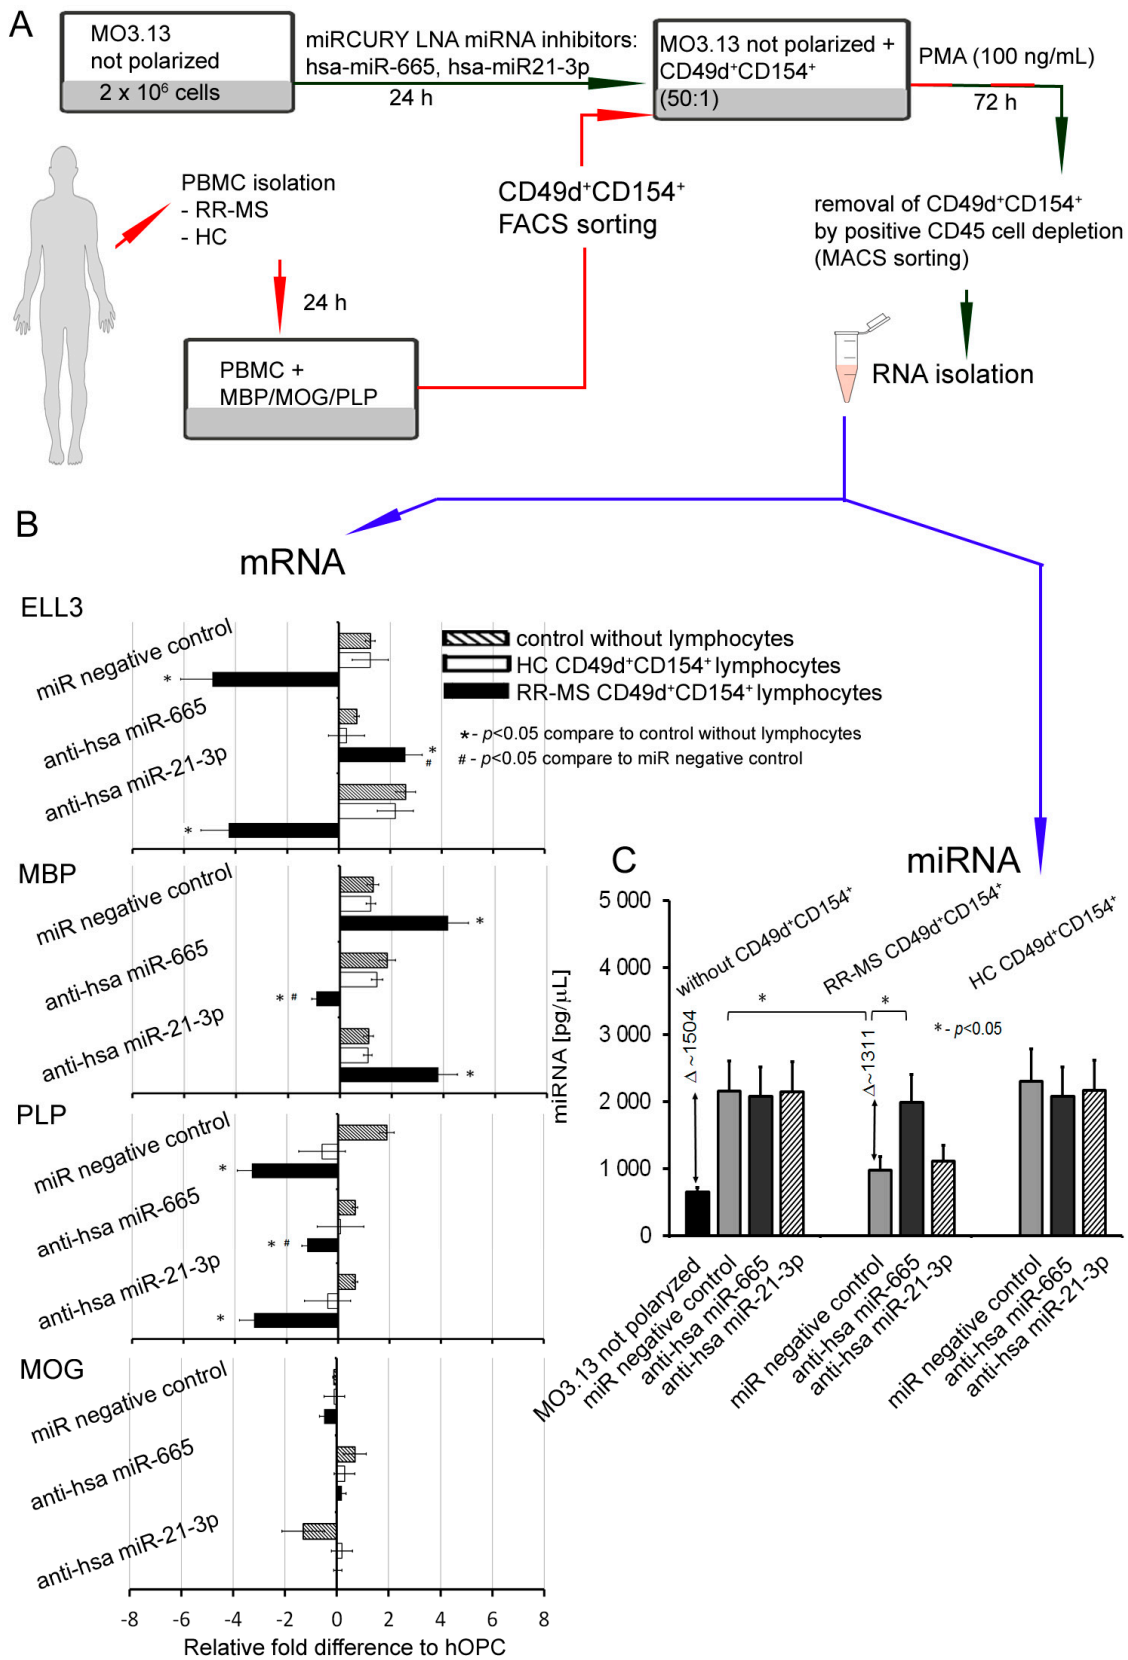 A
MO3.13
not polarized
2 x 10⁶ cells
miRCURY LNA miRNA inhibitors:
hsa-miR-665, hsa-miR21-3p
24 h
MO3.13 not polarized +
CD49d⁺CD154⁺
(50:1)
PMA (100 ng/mL)
72 h
PBMC isolation
- RR-MS
- HC
24 h
PBMC +
MBP/MOG/PLP
CD49d⁺CD154⁺
FACS sorting
removal of CD49d⁺CD154⁺
by positive CD45 cell depletion
(MACS sorting)
RNA isolation
B
mRNA
control without lymphocytes
HC CD49d⁺CD154⁺ lymphocytes
RR-MS CD49d⁺CD154⁺ lymphocytes
*- p<0.05 compare to control without lymphocytes
# - p<0.05 compare to miR negative control
ELL3
miR negative control
*
anti-hsa miR-665
*
#
anti-hsa miR-21-3p
*
MBP
miR negative control
*
anti-hsa miR-665
* #
anti-hsa miR-21-3p
*
PLP
miR negative control
*
anti-hsa miR-665
* #
anti-hsa miR-21-3p
*
MOG
miR negative control
anti-hsa miR-665
anti-hsa miR-21-3p
-8 -6 -4 -2 0 2 4 6 8
Relative fold difference to hOPC
C
miRNA
without CD49d⁺CD154⁺
RR-MS CD49d⁺CD154⁺
HC CD49d⁺CD154⁺
miRNA [pg/µL]
5 000
4 000
3 000
2 000
1 000
0
Δ ~1504
*
Δ~1311
*
*- p<0.05
MO3.13 not polaryzed
miR negative control
anti-hsa miR-665
anti-hsa miR-21-3p
miR negative control
anti-hsa miR-665
anti-hsa miR-21-3p
miR negative control
anti-hsa miR-665
anti-hsa miR-21-3p